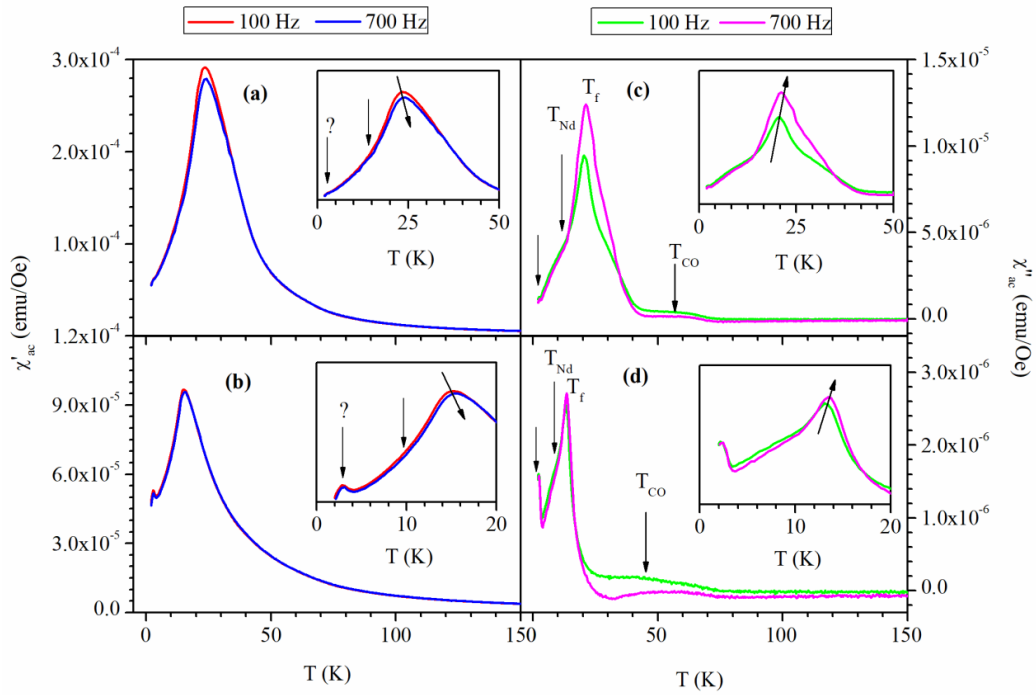 100 Hz 700 Hz 100 Hz 700 Hz
3.0x10⁻⁴
2.0x10⁻⁴
1.0x10⁻⁴
(a)
?
0 25 50
T (K)
(c)
T_Nd
T_f
T_CO
0 25 50
T (K)
1.5x10⁻⁵
1.0x10⁻⁵
5.0x10⁻⁶
0.0
χ'ac (emu/Oe)
χ''ac (emu/Oe)
1.2x10⁻⁴
9.0x10⁻⁵
6.0x10⁻⁵
3.0x10⁻⁵
0.0
(b)
?
0 10 20
T (K)
0 50 100 150
T (K)
(d)
T_Nd
T_f
T_CO
0 10 20
T (K)
3.0x10⁻⁶
2.0x10⁻⁶
1.0x10⁻⁶
0.0
50 100 150
T (K)